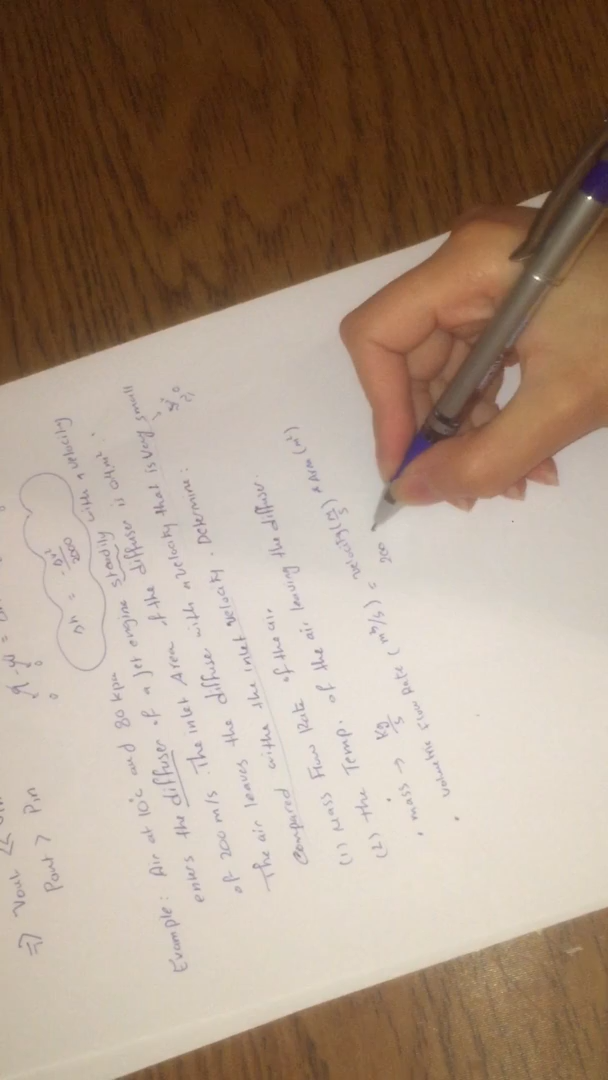 => Vout <<
Pout > Pin
Δh = - ΔV² / 2000
Example: Air at 10°C and 80 kpa
enters the diffuser of a Jet engine steadily with a velocity
of 200 m/s. The inlet Area of the diffuser is 0.4 m².
The air leaves the diffuser with a velocity that is very small
Compared withe the inlet velocity. Determine:
(1) Mass Flow Rate of the air.
(2) the Temp. of the air leaving the diffuser.
• mass → kg/s
• volumetric Flow Rate (m³/s) = velocity (m/s) * Area (m²)
200